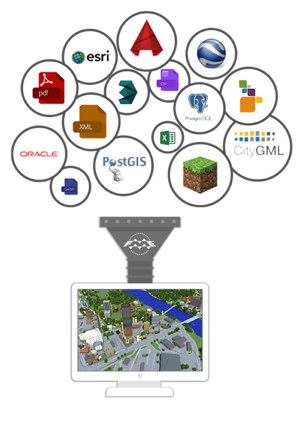 esri
pdf
PostgreSQL
XML
ORACLE
PostGIS
CityGML